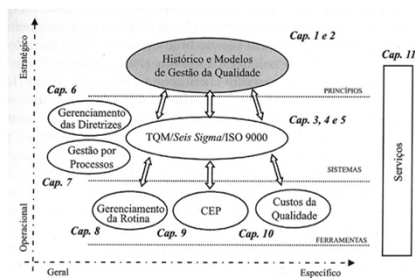 Estratégico
Cap. 1 e 2
Histórico e Modelos
de Gestão da Qualidade
Cap. 11
Cap. 6
PRINCÍPIOS
Gerenciamento
das Diretrizes
Cap. 3, 4 e 5
TQM/Seis Sigma/ISO 9000
Gestão por
Processos
Serviços
Cap. 7
SISTEMAS
Operacional
Gerenciamento
da Rotina
CEP
Custos da
Qualidade
Cap. 8
Cap. 9
Cap. 10
FERRAMENTAS
Geral
Específico